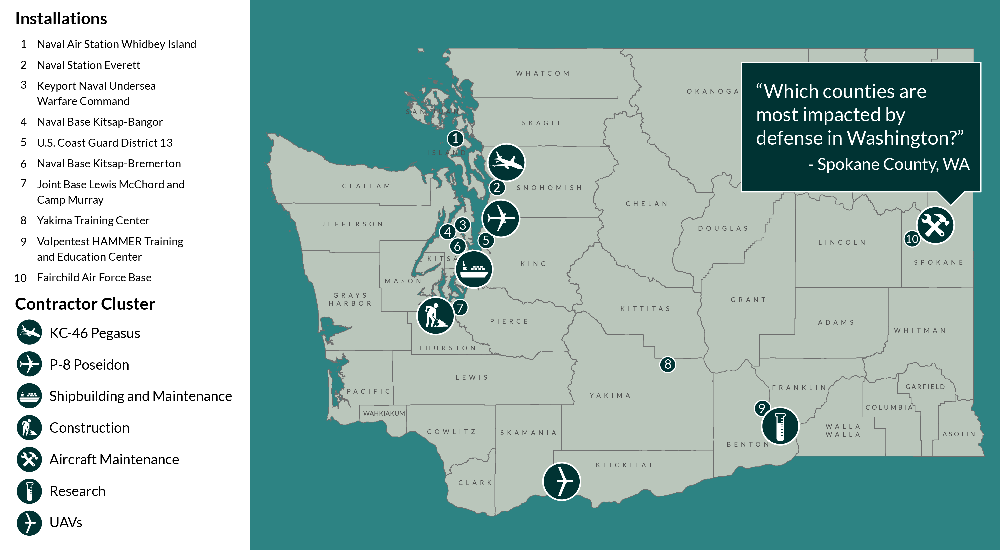 Installations
1 Naval Air Station Whidbey Island
2 Naval Station Everett
3 Keyport Naval Undersea
Warfare Command
4 Naval Base Kitsap-Bangor
5 U.S. Coast Guard District 13
6 Naval Base Kitsap-Bremerton
7 Joint Base Lewis McChord and
Camp Murray
8 Yakima Training Center
9 Volpentest HAMMER Training
and Education Center
10 Fairchild Air Force Base
Contractor Cluster
KC-46 Pegasus
P-8 Poseidon
Shipbuilding and Maintenance
Construction
Aircraft Maintenance
Research
UAVs
WHATCOM
OKANOGA
SAN JUAN
SKAGIT
1
ISLAND
CLALLAM
2
SNOHOMISH
CHELAN
JEFFERSON
3
4
5
6
DOUGLAS
LINCOLN
10
KITSA
KING
SPOKANE
MASON
GRAYS
HARBOR
7
PIERCE
KITTITAS
GRANT
ADAMS
WHITMAN
THURSTON
8
LEWIS
PACIFIC
YAKIMA
FRANKLIN
GARFIELD
9
COLUMBIA
WAHKIAKUM
COWLITZ
SKAMANIA
WALLA
WALLA
ASOTIN
BENTON
KLICKITAT
CLARK
“Which counties are
most impacted by
defense in Washington?”
- Spokane County, WA